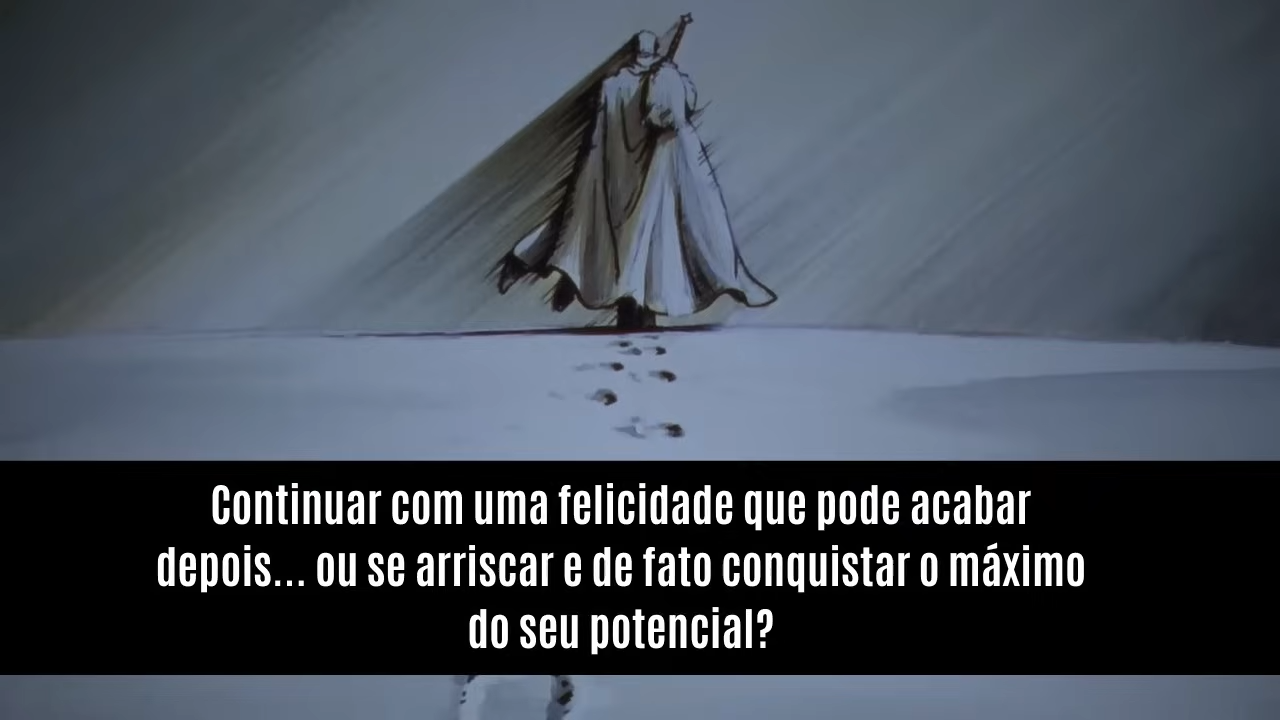 Continuar com uma felicidade que pode acabar
depois... ou se arriscar e de fato conquistar o máximo
do seu potencial?